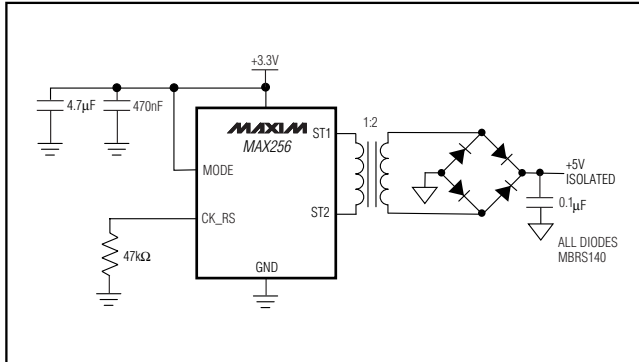 +3.3V
4.7µF
470nF
MAXIM
MAX256
ST1
1:2
MODE
+5V
ISOLATED
CK_RS
ST2
0.1µF
47kΩ
GND
ALL DIODES
MBRS140